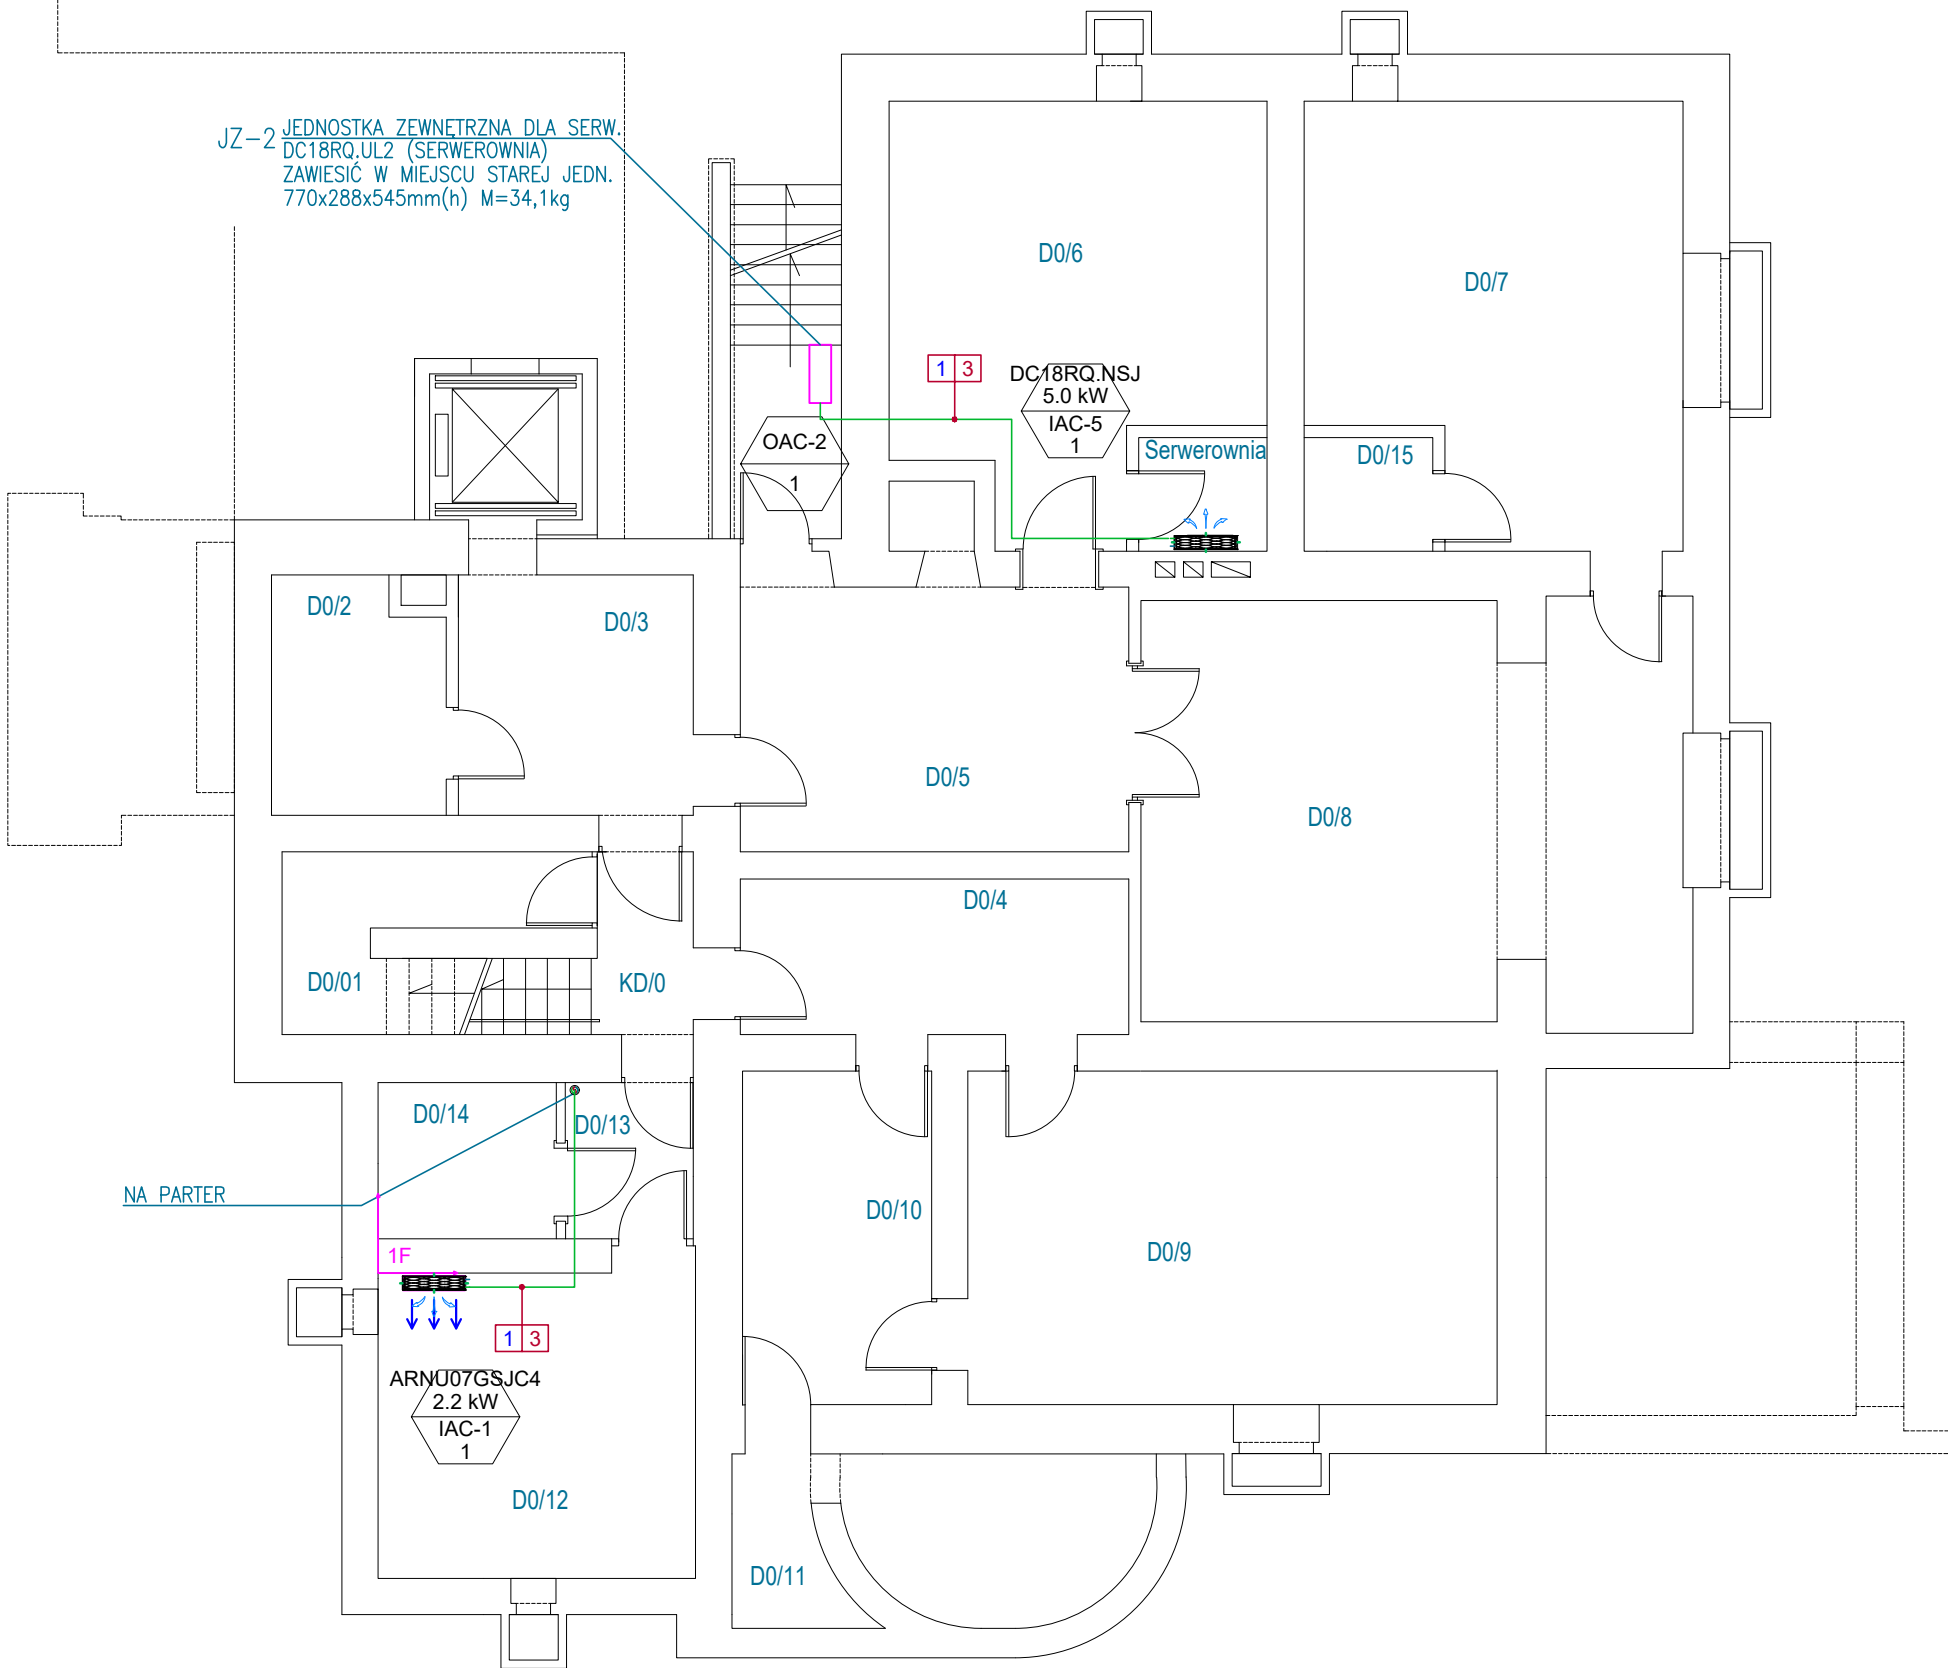 JZ-2
JEDNOSTKA ZEWNĘTRZNA DLA SERW.
DC18RQ.UL2 (SERWEROWNIA)
ZAWIESIĆ W MIEJSCU STAREJ JEDN.
770x288x545mm(h) M=34,1kg
D0/6
D0/7
1 3
DC18RQ.NSJ
5.0 kW
IAC-5
1
OAC-2
1
Serwerownia
D0/15
D0/2
D0/3
D0/5
D0/8
D0/4
D0/01
KD/0
D0/14
D0/13
NA PARTER
D0/10
D0/9
1F
1 3
ARNU07GSJC4
2.2 kW
IAC-1
1
D0/12
D0/11